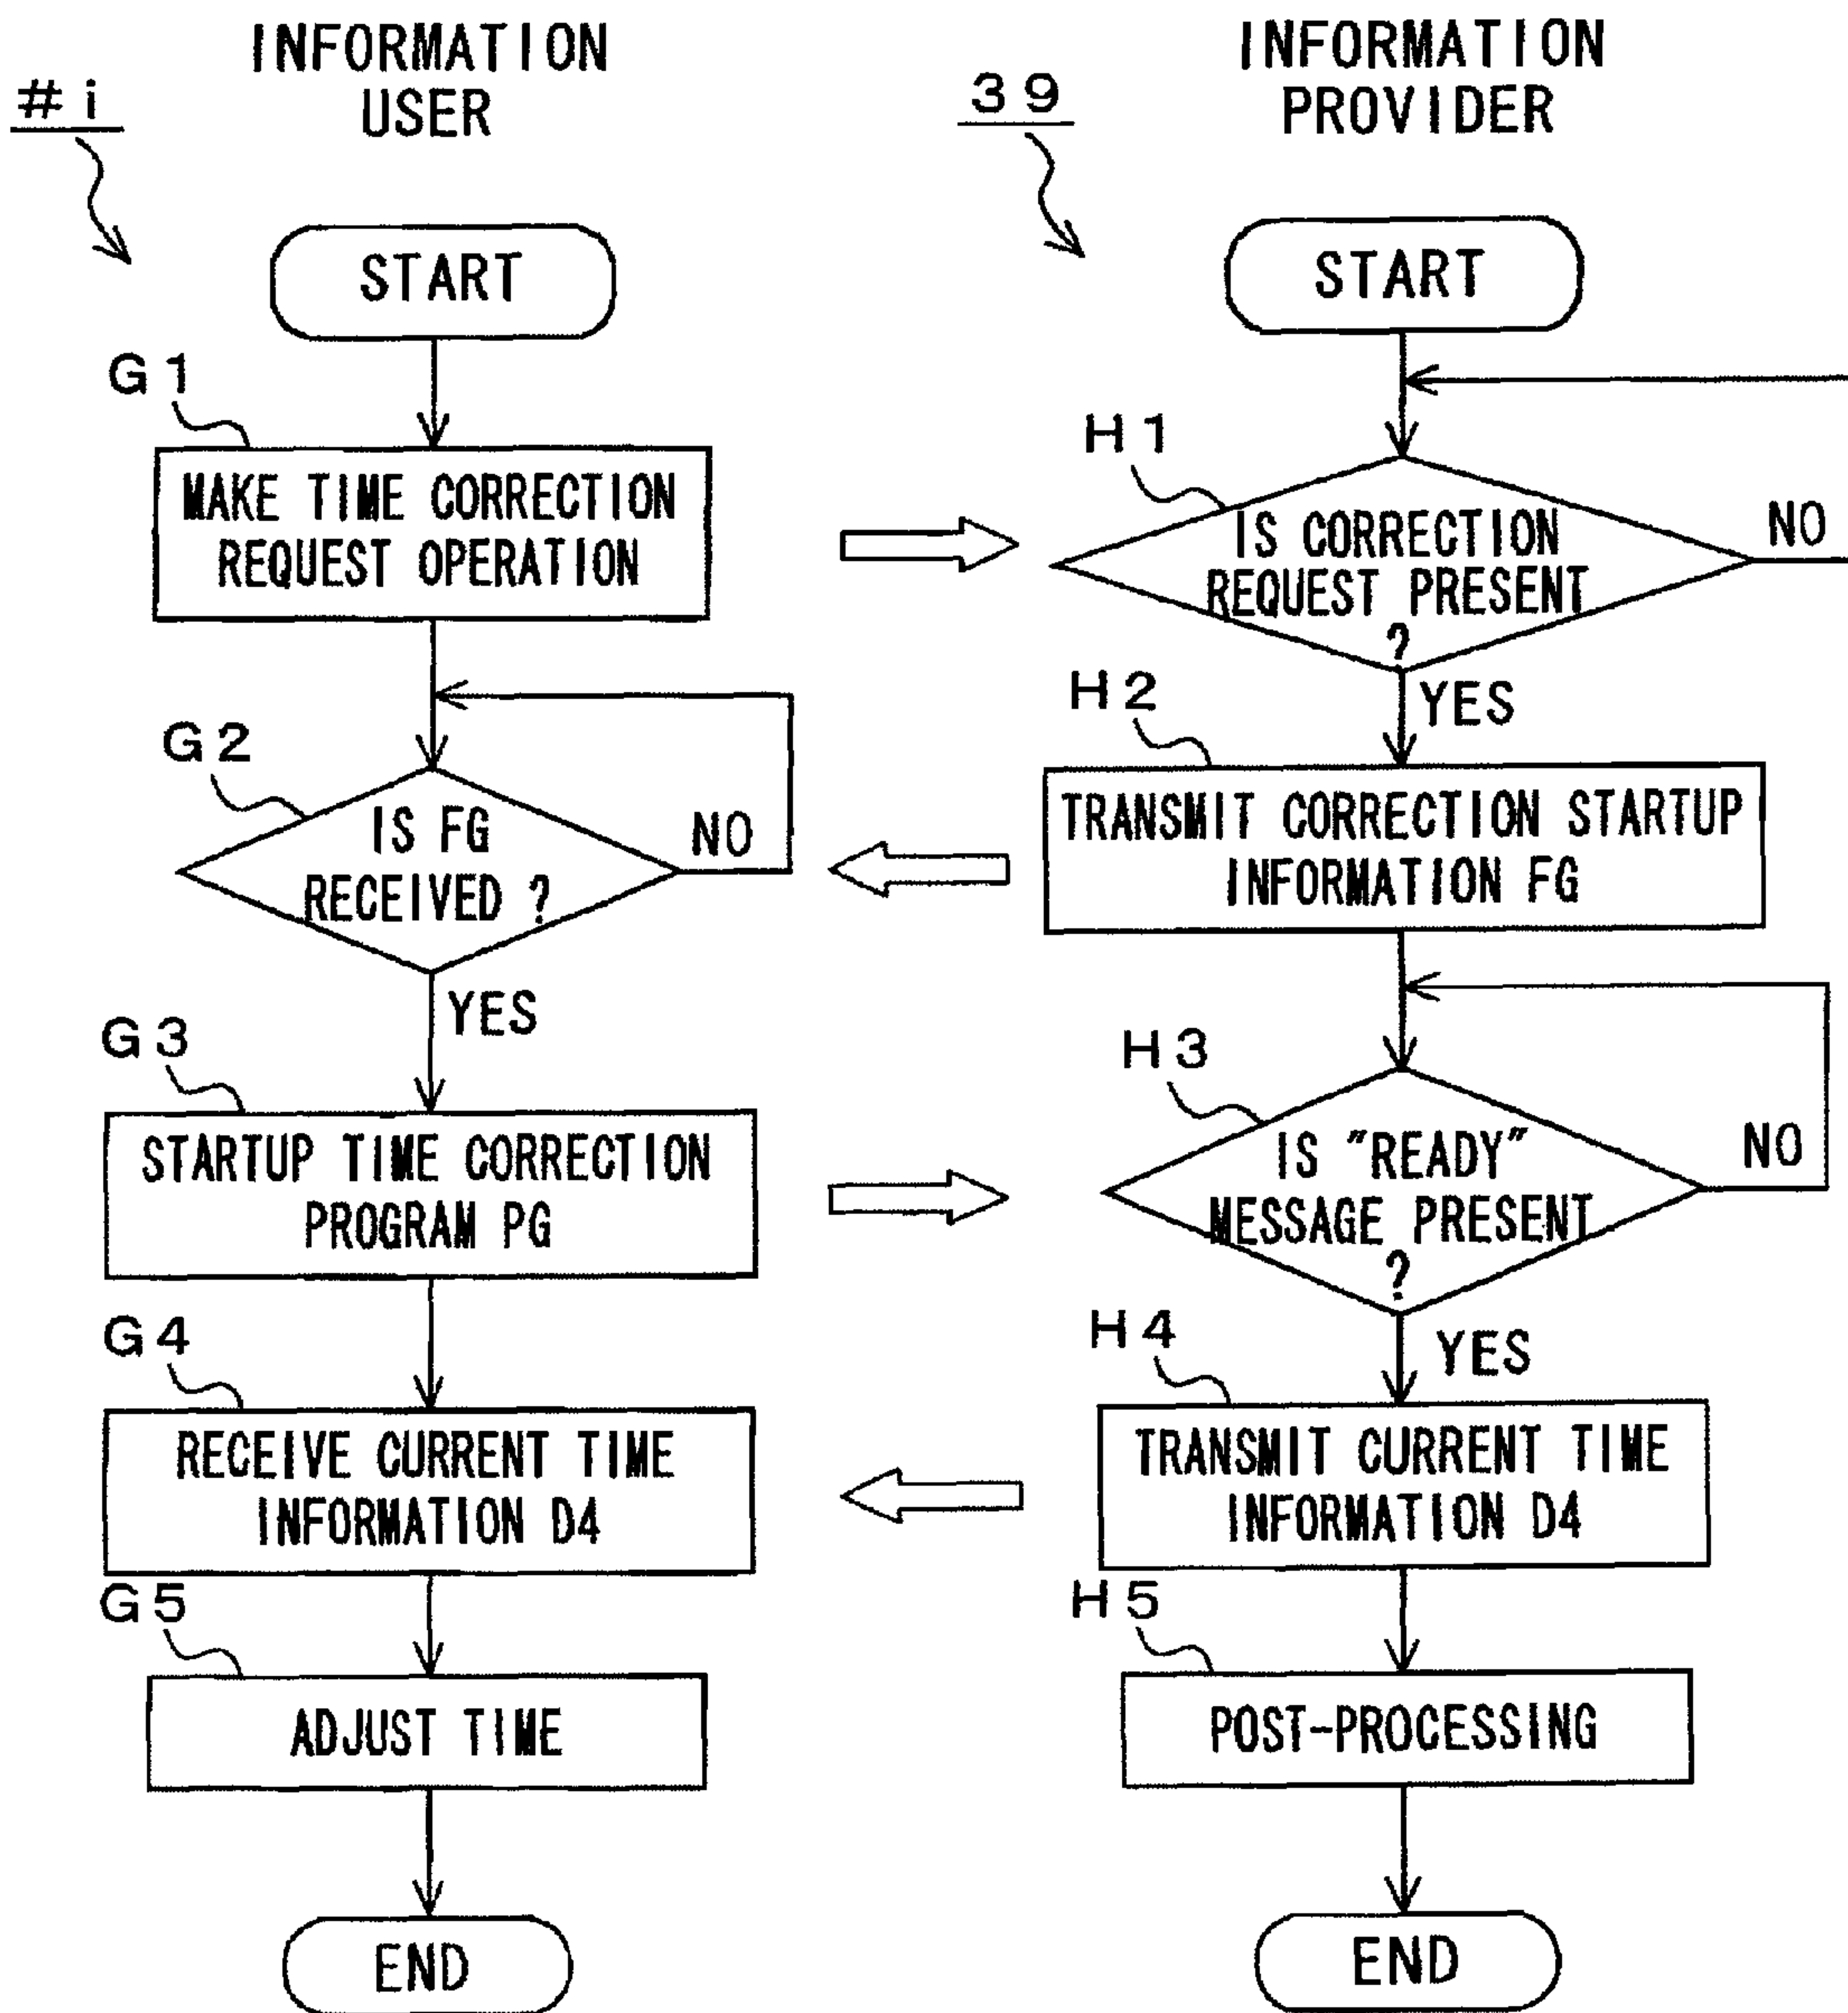 INFORMATION
USER
#i
START
G1
MAKE TIME CORRECTION
REQUEST OPERATION
G2
IS FG
RECEIVED ?
NO
YES
G3
STARTUP TIME CORRECTION
PROGRAM PG
G4
RECEIVE CURRENT TIME
INFORMATION D4
G5
ADJUST TIME
END
INFORMATION
PROVIDER
39
START
H1
IS CORRECTION
REQUEST PRESENT
?
NO
YES
H2
TRANSMIT CORRECTION STARTUP
INFORMATION FG
H3
IS "READY"
MESSAGE PRESENT
?
NO
YES
H4
TRANSMIT CURRENT TIME
INFORMATION D4
H5
POST-PROCESSING
END